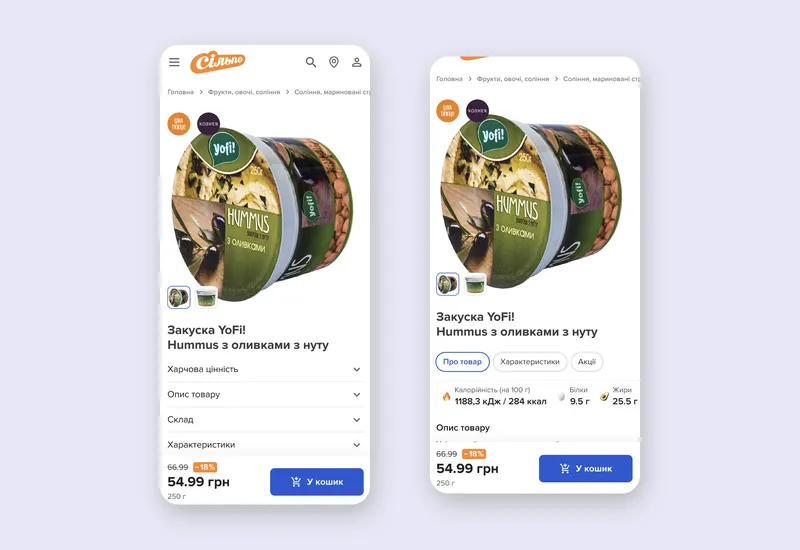 Сільпо
Головна > Фрукти, овочі, соління > Соління, мариновані стр
ЦІНА
ТИЖНЯ
KOSHER
Yofi!
250г
HUMMUS
З ОЛИВКАМИ
Yofi!
Закуска YoFi!
Hummus з оливками з нуту
Харчова цінність
Опис товару
Склад
Характеристики
66.99 −18%
54.99 грн
250 г
У кошик
Головна > Фрукти, овочі, соління > Соління, мариновані стр
ЦІНА
ТИЖНЯ
KOSHER
Yofi!
250г
HUMMUS
З ОЛИВКАМИ
Yofi!
Закуска YoFi!
Hummus з оливками з нуту
Про товар
Характеристики
Акції
Калорійність (на 100 г)
1188,3 кДж / 284 ккал
Білки
9.5 г
Жири
25.5 г
Опис товару
66.99 −18%
54.99 грн
250 г
У кошик